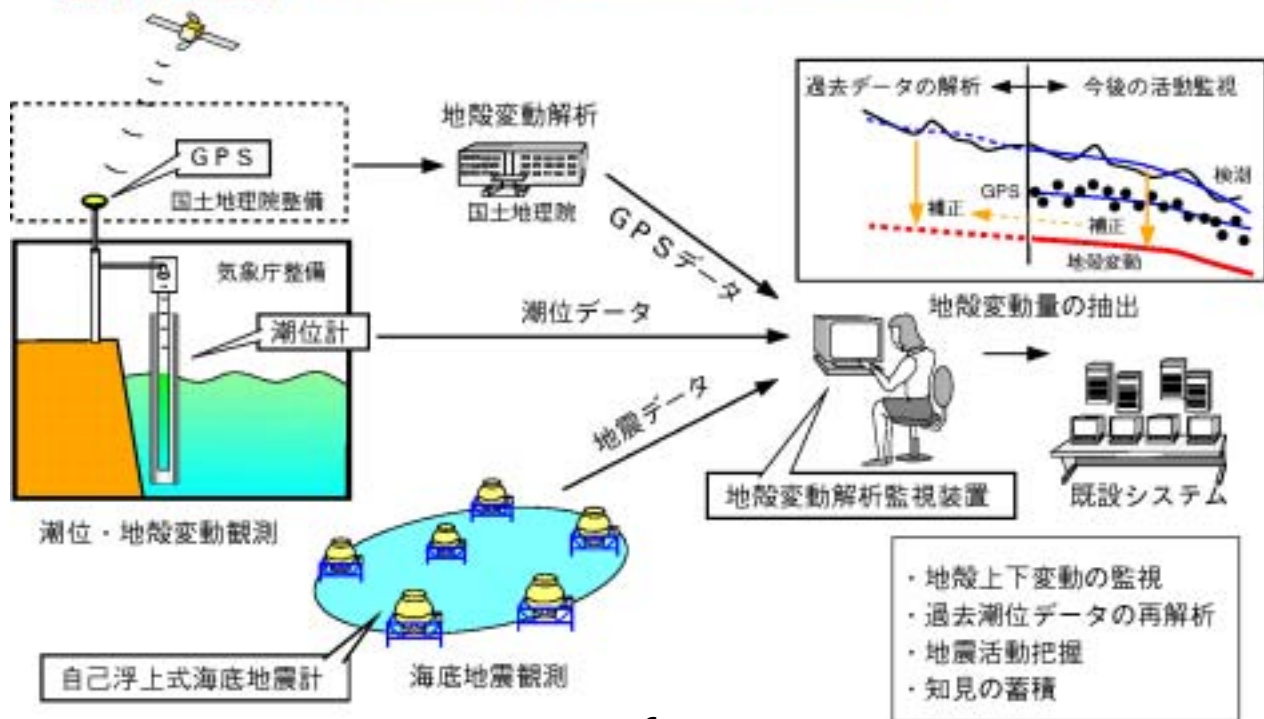 過去データの解析
今後の活動監視
検潮
GPS
補正
補正
地殻変動
地殻変動量の抽出
GPS
国土地理院整備
地殻変動解析
国土地理院
GPSデータ
気象庁整備
潮位計
潮位データ
地震データ
地殻変動解析監視装置
既設システム
潮位・地殻変動観測
自己浮上式海底地震計
海底地震観測
・地殻上下変動の監視
・過去潮位データの再解析
・地震活動把握
・知見の蓄積